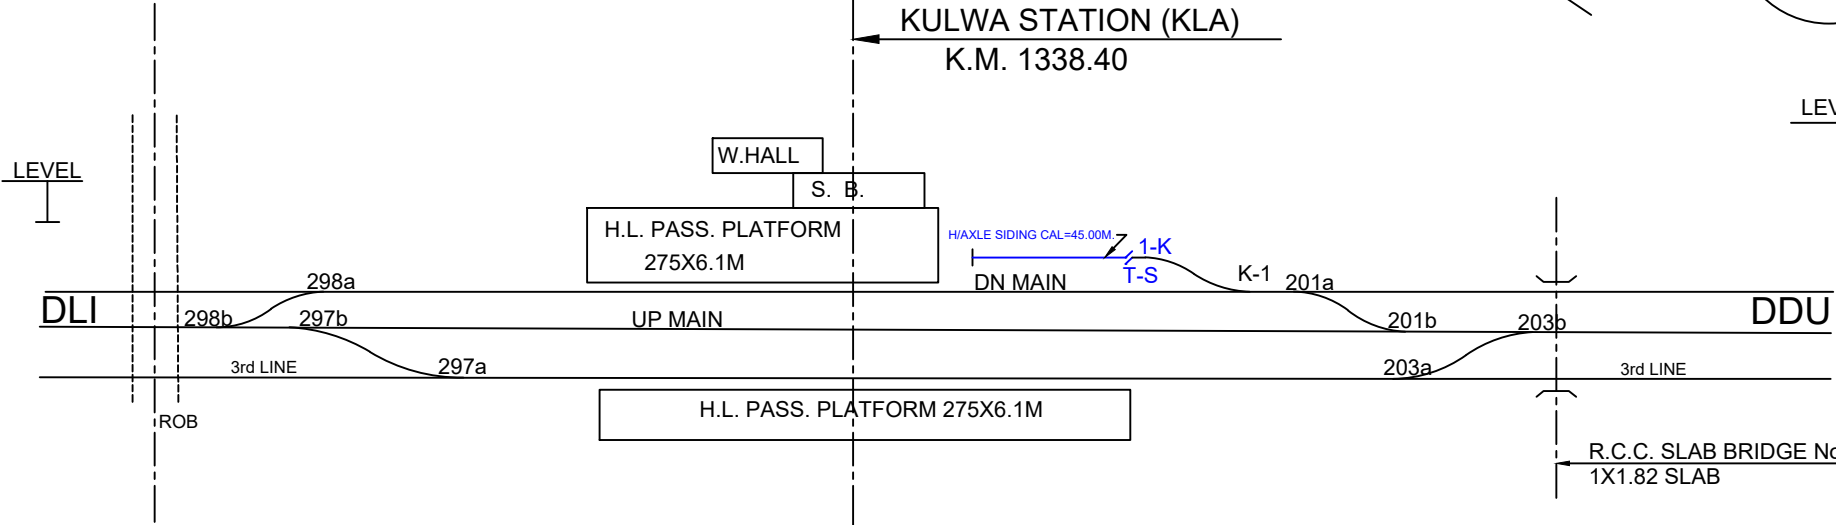 KULWA STATION (KLA)
K.M. 1338.40
LEVEL
W.HALL
S. B.
H.L. PASS. PLATFORM
275X6.1M
H/AXLE SIDING CAL=45.00M.
1-K
T-S
K-1
DN MAIN
298a
201a
DLI
DDU
298b
297b
UP MAIN
201b
203b
3rd LINE
297a
203a
3rd LINE
H.L. PASS. PLATFORM 275X6.1M
ROB
R.C.C. SLAB BRIDGE
1X1.82 SLAB